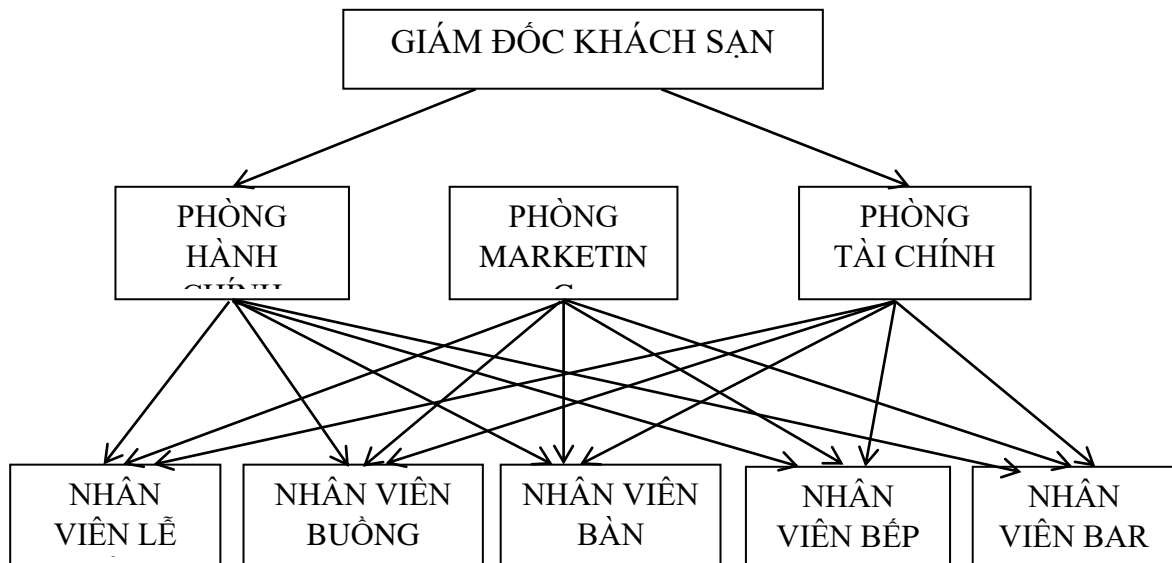 GIÁM ĐỐC KHÁCH SẠN
PHÒNG
HÀNH
CHÍNH
PHÒNG
MARKETIN
G
PHÒNG
TÀI CHÍNH
NHÂN
VIÊN LỄ
NHÂN VIÊN
BUỒNG
NHÂN VIÊN
BÀN
NHÂN
VIÊN BẾP
NHÂN
VIÊN BAR